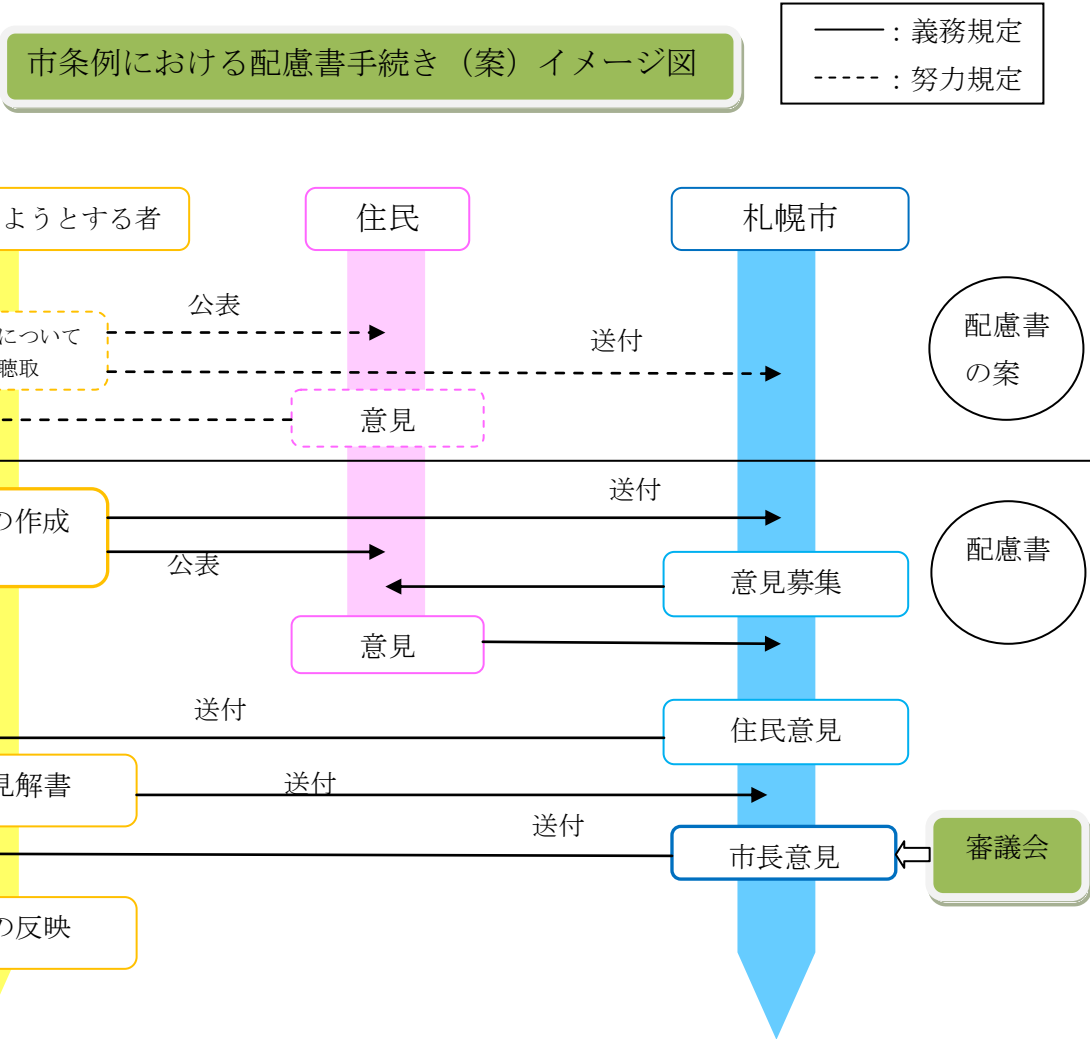 市条例における配慮書手続き（案）イメージ図
：義務規定
：努力規定
ようとする者
住民
札幌市
公表
について
聴取
送付
配慮書
の案
意見
送付
の作成
公表
配慮書
意見募集
意見
送付
住民意見
見解書
送付
送付
市長意見
審議会
の反映